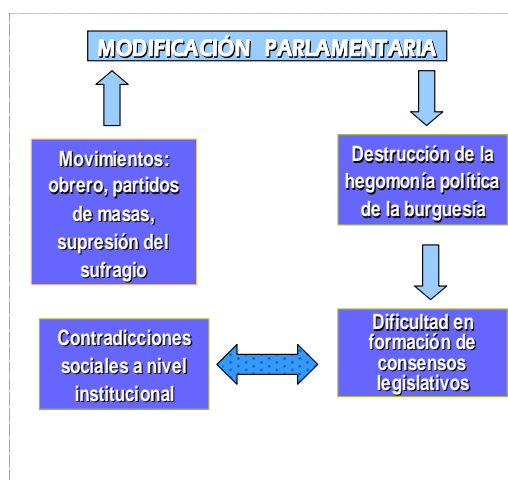 MODIFICACIÓN PARLAMENTARIA
Movimientos:
obrero, partidos
de masas,
supresión del
sufragio
Destrucción de la
hegomonía política
de la burguesía
Contradicciones
sociales a nivel
institucional
Dificultad en
formación de
consensos
legislativos